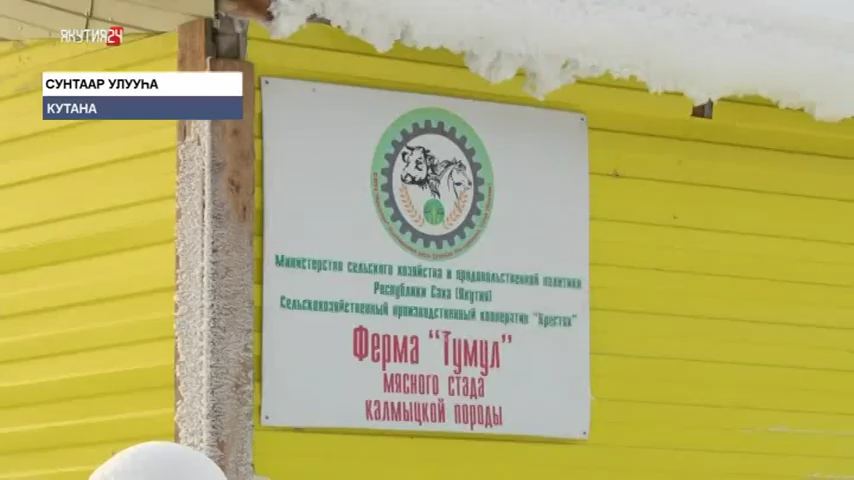 ЯКУТИЯ24
СУНТААР УЛУУҺА
КУТАНА
Министерство сельского хозяйства и продовольственной политики
Республики Саха (Якутия)
Сельскохозяйственный производственный кооператив "Крестях"
Ферма "Тумул"
мясного стада
калмыцкой породы